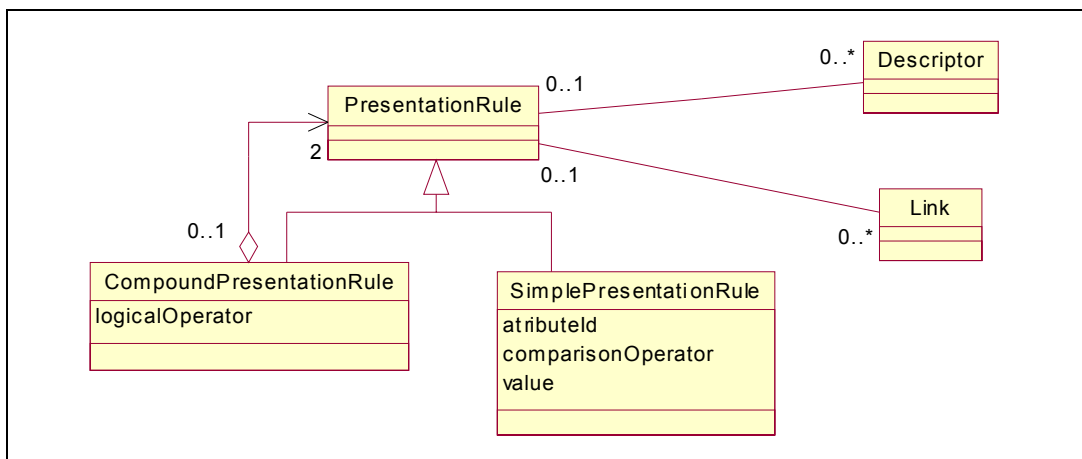 0..*
Descriptor
0..1
PresentationRule
2
0..1
Link
0..*
0..1
CompoundPresentationRule
logicalOperator
SimplePresentationRule
atributeId
comparisonOperator
value